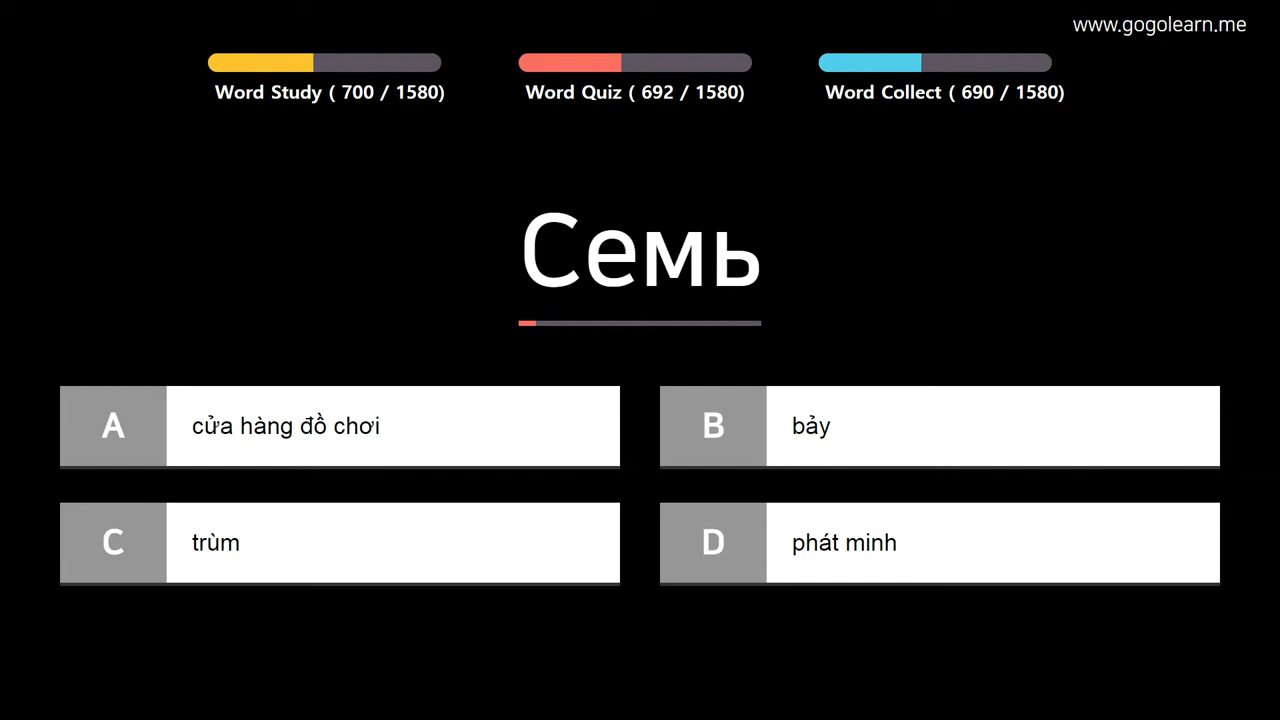 www.gogolearn.me
Word Study ( 700 / 1580)
Word Quiz ( 692 / 1580)
Word Collect ( 690 / 1580)
Семь
A cửa hàng đồ chơi
B bảy
C trùm
D phát minh